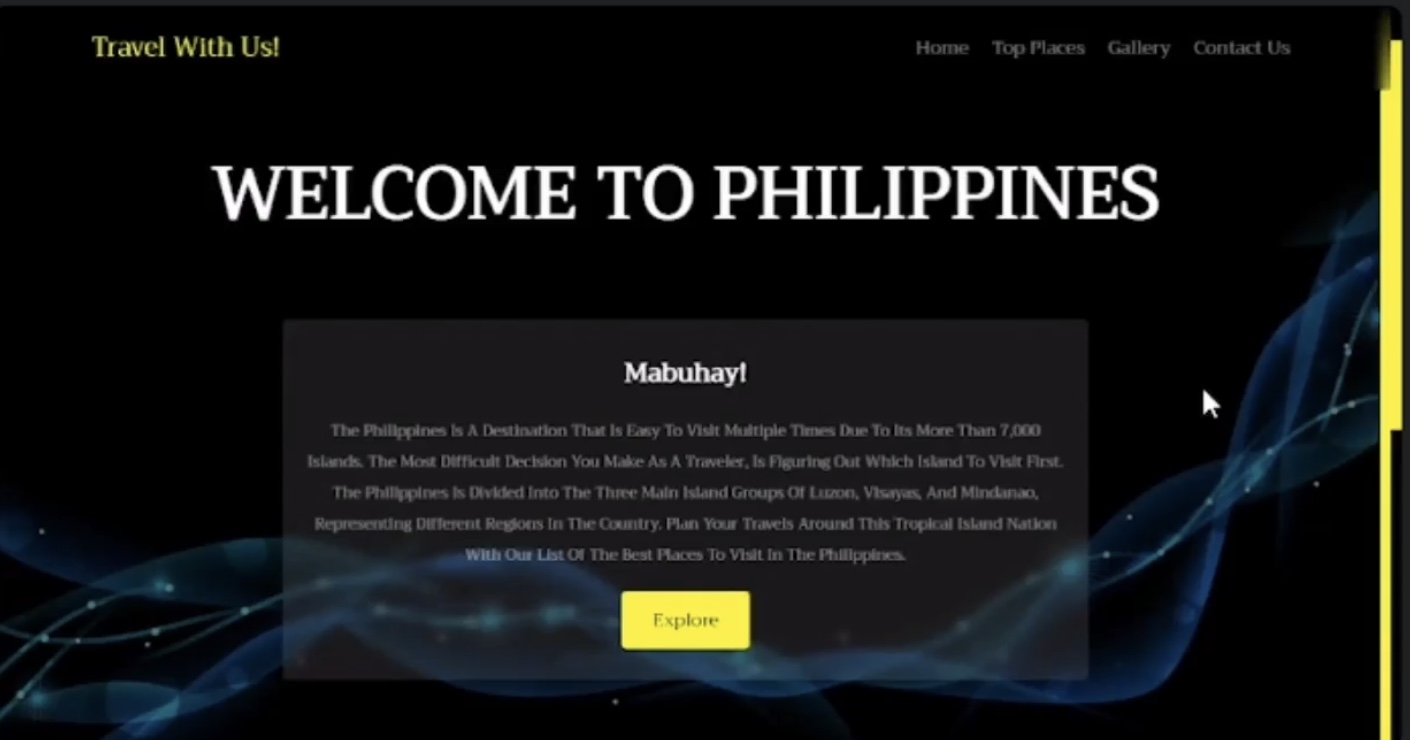 Travel With Us!
Home Top Places Gallery Contact Us
WELCOME TO PHILIPPINES
Mabuhay!
The Philippines Is A Destination That Is Easy To Visit Multiple Times Due To Its More Than 7,000
Islands. The Most Difficult Decision You Make As A Traveler, Is Figuring Out Which Island To Visit First.
The Philippines Is Divided Into The Three Main Island Groups Of Luzon, Visayas, And Mindanao,
Representing Different Regions In The Country. Plan Your Travels Around This Tropical Island Nation
With Our List Of The Best Places To Visit In The Philippines.
Explore